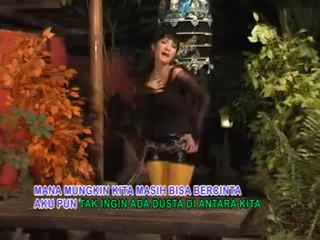 MANA MUNGKIN KITA MASIH BISA BERCINTA
AKU PUN TAK INGIN ADA DUSTA DI ANTARA KITA